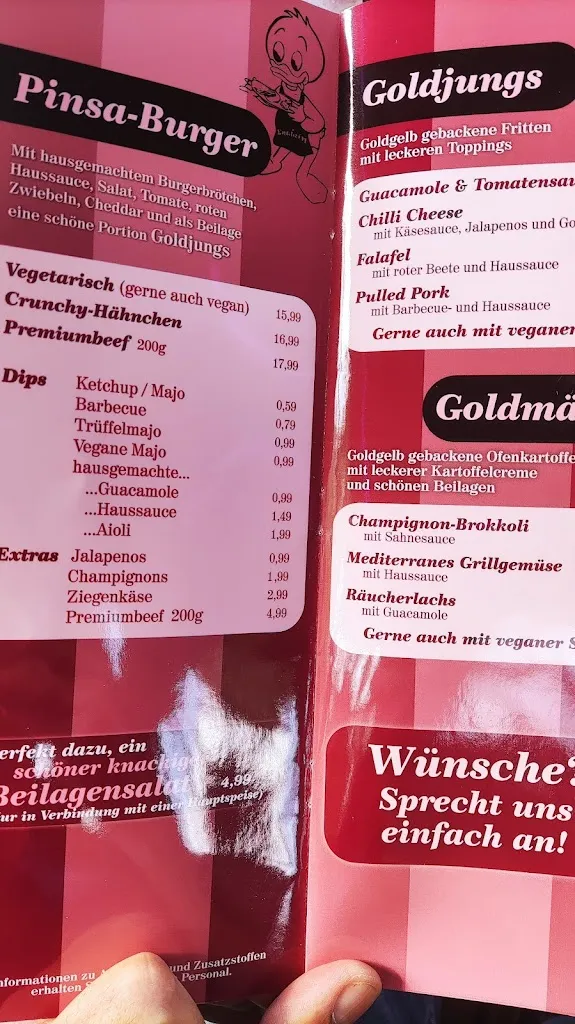 Pinsa-Burger
Mit hausgemachtem Burgerbrötchen,
Haussauce, Salat, Tomate, roten
Zwiebeln, Cheddar und als Beilage
eine schöne Portion Goldjungs
Vegetarisch (gerne auch vegan) 15,99
Crunchy-Hähnchen 16,99
Premiumbeef 200g 17,99
Dips Ketchup / Majo 0,59
Barbecue 0,79
Trüffelmajo 0,99
Vegane Majo 0,99
hausgemachte...
...Guacamole 0,99
...Haussauce 1,49
...Aioli 1,99
Extras Jalapenos 0,99
Champignons 1,99
Ziegenkäse 2,99
Premiumbeef 200g 4,99
erfekt dazu, ein
schöner knackig
Beilagensalat 4,99
ur in Verbindung mit einer Hauptspeise)
nformationen zu A und Zusatzstoffen
erhalten S Personal.
Goldjungs
Goldgelb gebackene Fritten
mit leckeren Toppings
Guacamole & Tomatensau
Chilli Cheese
mit Käsesauce, Jalapenos und Go
Falafel
mit roter Beete und Haussauce
Pulled Pork
mit Barbecue- und Haussauce
Gerne auch mit veganer
Goldmä
Goldgelb gebackene Ofenkartoffe
mit leckerer Kartoffelcreme
und schönen Beilagen
Champignon-Brokkoli
mit Sahnesauce
Mediterranes Grillgemüse
mit Haussauce
Räucherlachs
mit Guacamole
Gerne auch mit veganer S
Wünsche?
Sprecht uns
einfach an!